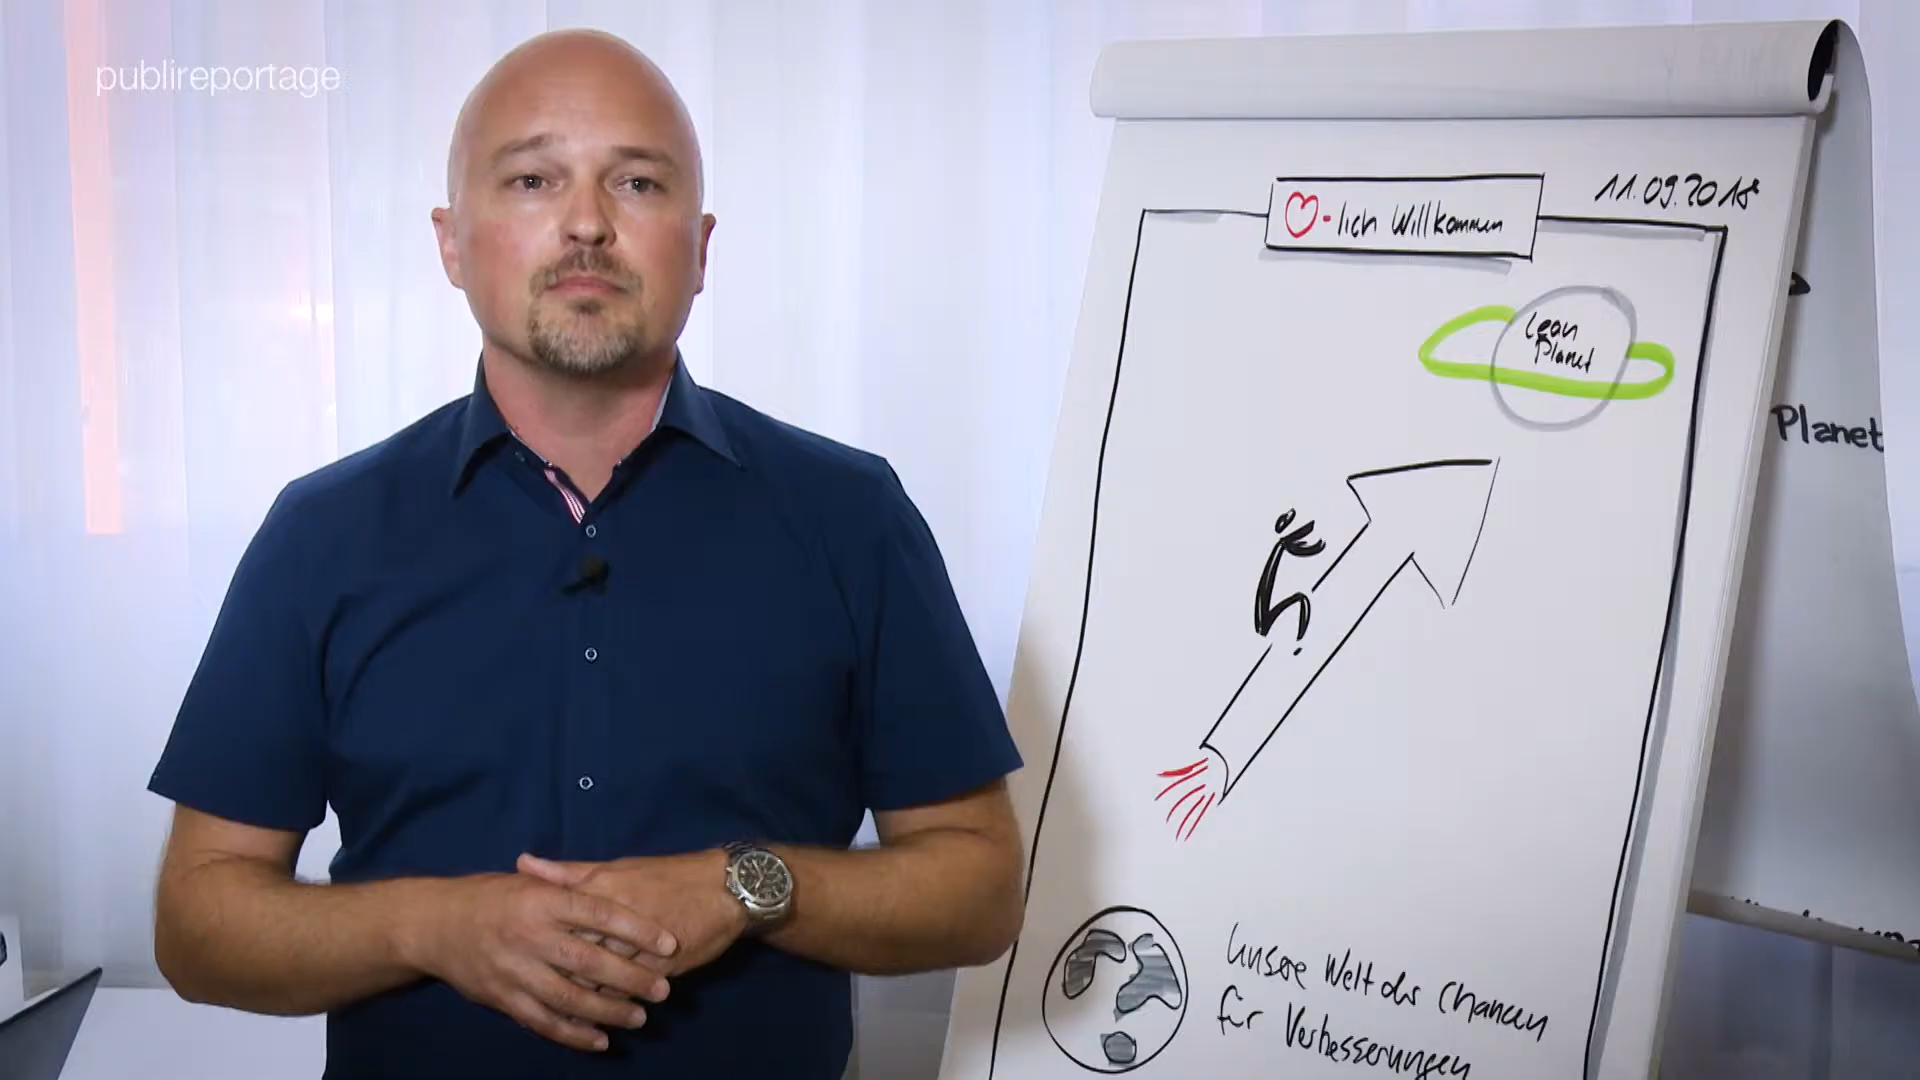 publireportage
11.09.2018
♥-lich Willkommen
Lean
Planet
Planet
Unsere Welt der Chancen
für Verbesserungen